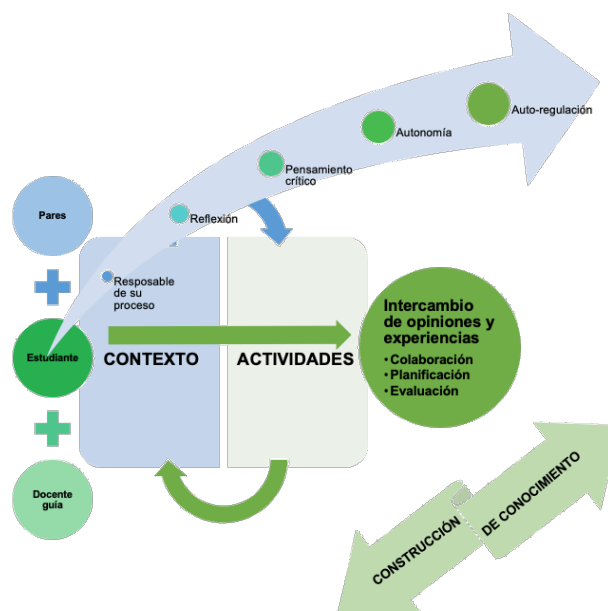 Auto-regulación
Autonomía
Pensamiento
crítico
Reflexión
Pares
Resposable
de su
proceso
Estudiante
CONTEXTO
ACTIVIDADES
Intercambio
de opiniones y
experiencias
• Colaboración
• Planificación
• Evaluación
Docente
guía
CONSTRUCCIÓN
DE CONOCIMIENTO